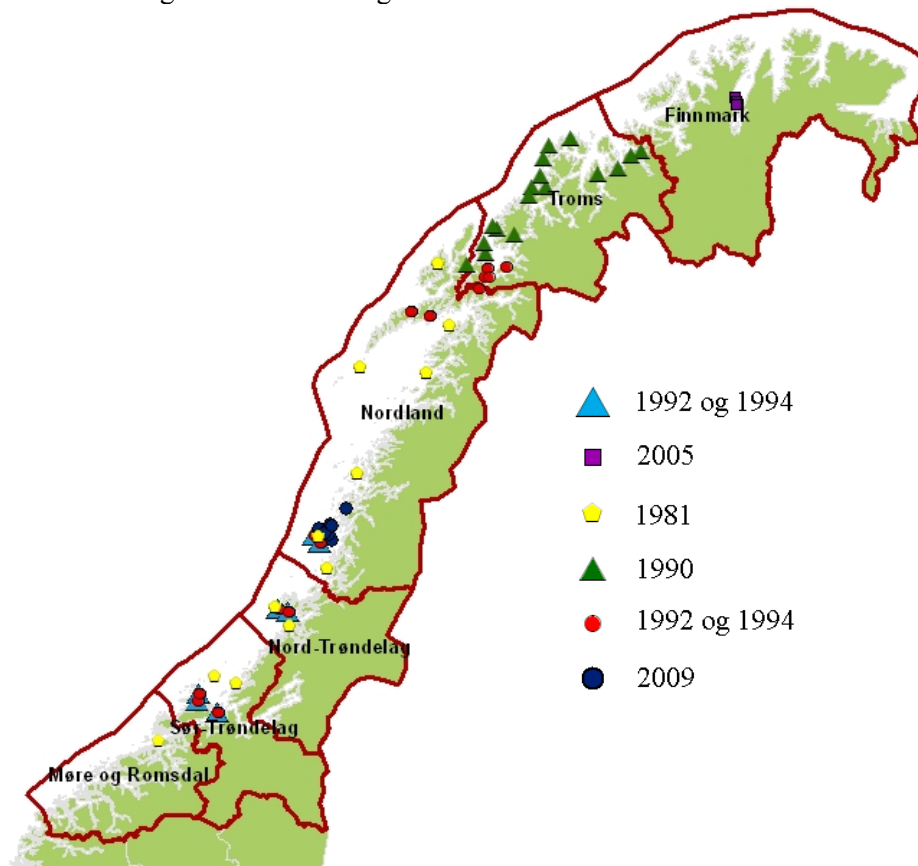 Finnmark
Troms
Nordland
Nord-Trøndelag
Sør-Trøndelag
Møre og Romsdal
1992 og 1994
2005
1981
1990
1992 og 1994
2009